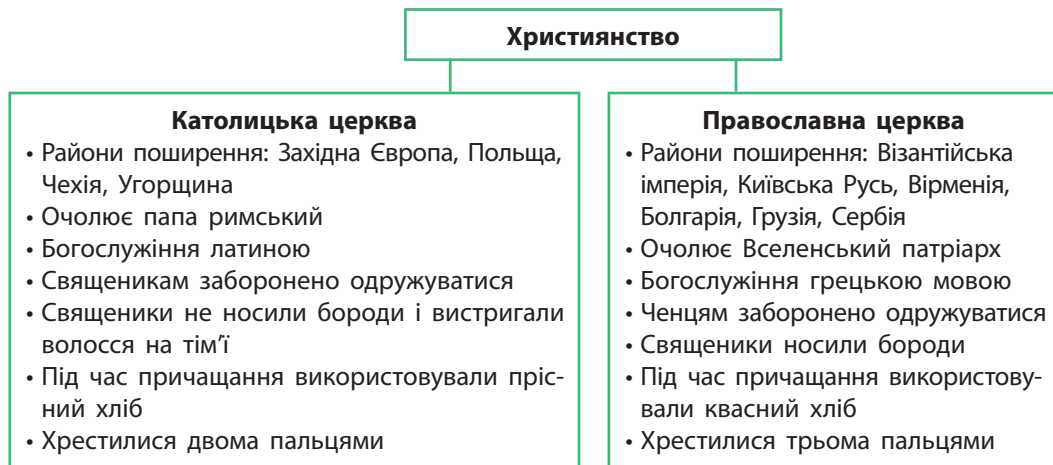 Християнство
Католицька церква
• Райони поширення: Західна Європа, Польща,
Чехія, Угорщина
• Очолює папа римський
• Богослужіння латиною
• Священикам заборонено одружуватися
• Священики не носили бороди і вистригали
волосся на тім’ї
• Під час причащання використовували пріс-
ний хліб
• Хрестилися двома пальцями
Православна церква
• Райони поширення: Візантійська
імперія, Київська Русь, Вірменія,
Болгарія, Грузія, Сербія
• Очолює Вселенський патріарх
• Богослужіння грецькою мовою
• Ченцям заборонено одружуватися
• Священики носили бороди
• Під час причащання використову-
вали квасний хліб
• Хрестилися трьома пальцями